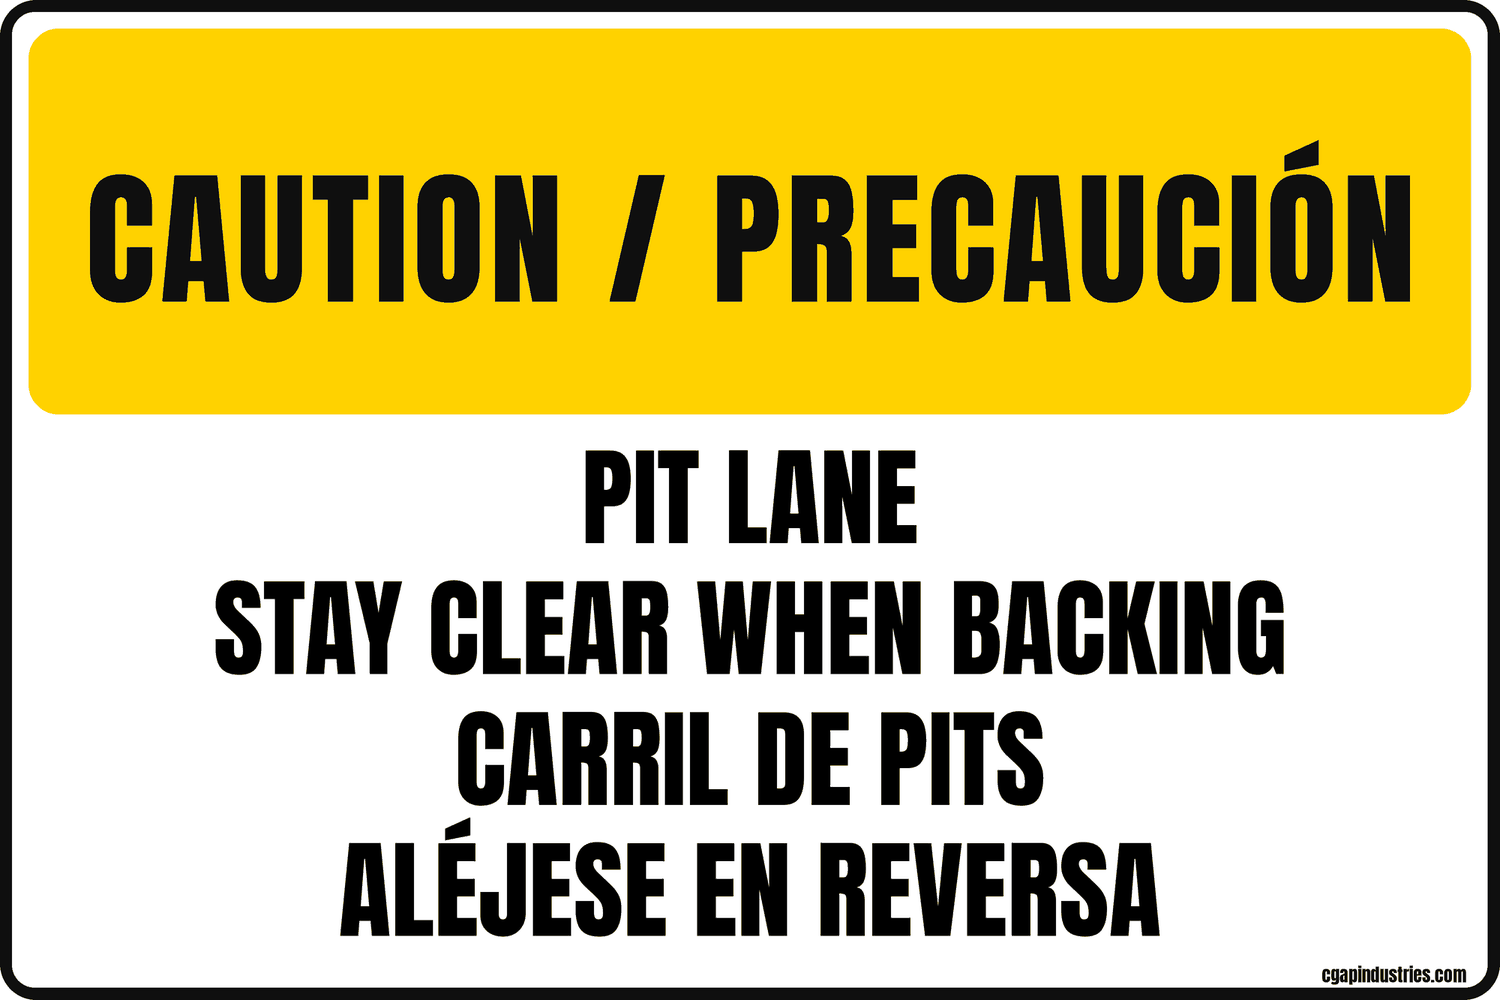 CAUTION / PRECAUCIÓN
PIT LANE
STAY CLEAR WHEN BACKING
CARRIL DE PITS
ALÉJESE EN REVERSA
cgapindustries.com